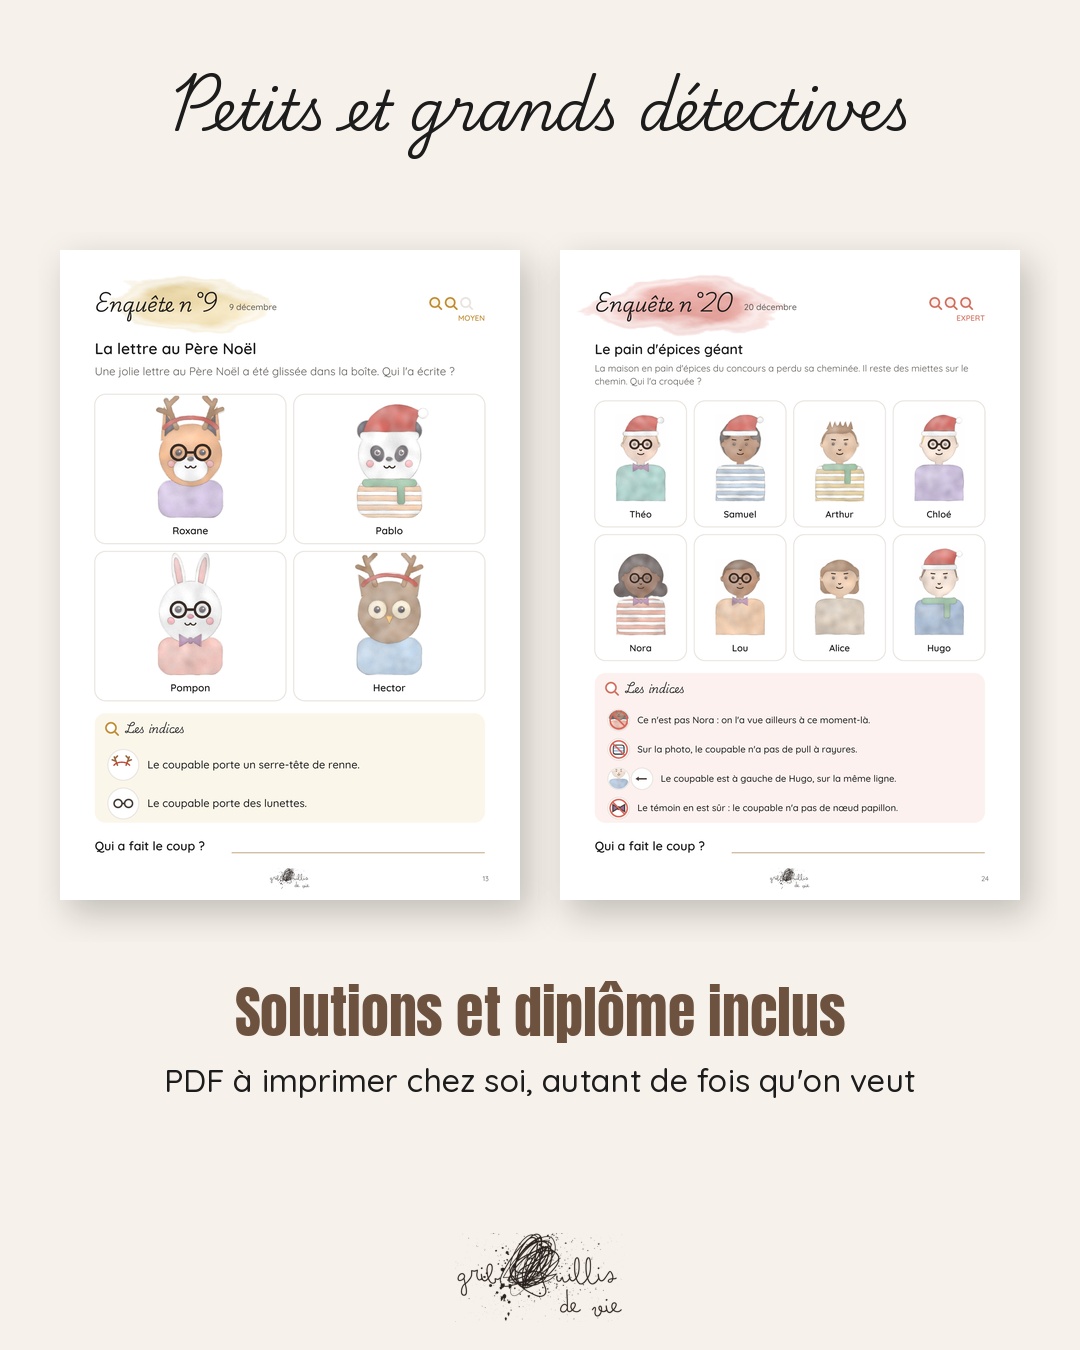 Petits et grands détectives
Enquête n°9 9 décembre
MOYEN
La lettre au Père Noël
Une jolie lettre au Père Noël a été glissée dans la boîte. Qui l'a écrite ?
Roxane
Pablo
Pompon
Hector
Les indices
Le coupable porte un serre-tête de renne.
Le coupable porte des lunettes.
Qui a fait le coup ?
gribouillis
de vie
13
Enquête n°20 20 décembre
EXPERT
Le pain d'épices géant
La maison en pain d'épices du concours a perdu sa cheminée. Il reste des miettes sur le
chemin. Qui l'a croquée ?
Théo
Samuel
Arthur
Chloé
Nora
Lou
Alice
Hugo
Les indices
Ce n'est pas Nora : on l'a vue ailleurs à ce moment-là.
Sur la photo, le coupable n'a pas de pull à rayures.
Le coupable est à gauche de Hugo, sur la même ligne.
Le témoin en est sûr : le coupable n'a pas de nœud papillon.
Qui a fait le coup ?
gribouillis
de vie
24
Solutions et diplôme inclus
PDF à imprimer chez soi, autant de fois qu'on veut
gribouillis
de vie